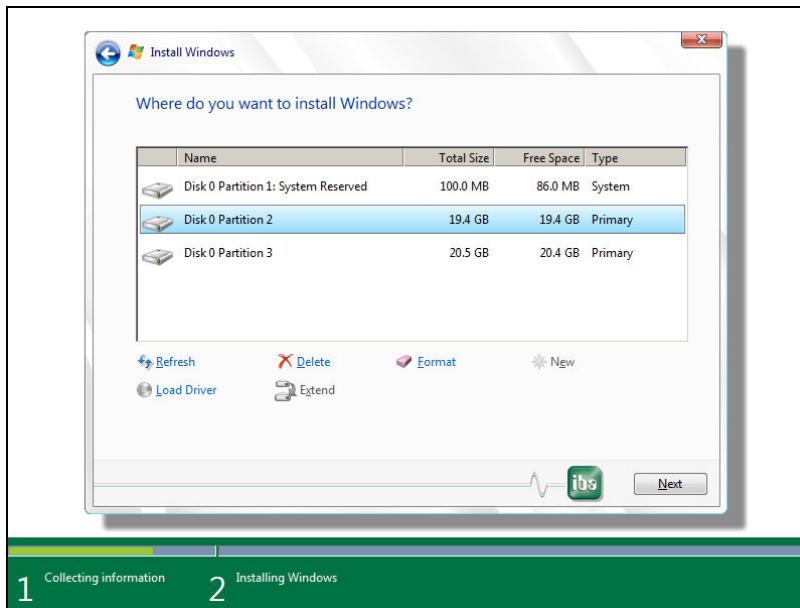 Install Windows
Where do you want to install Windows?
Name Total Size Free Space Type
Disk 0 Partition 1: System Reserved 100.0 MB 86.0 MB System
Disk 0 Partition 2 19.4 GB 19.4 GB Primary
Disk 0 Partition 3 20.5 GB 20.4 GB Primary
Refresh Delete Format New
Load Driver Extend
iba Next
1 Collecting information 2 Installing Windows